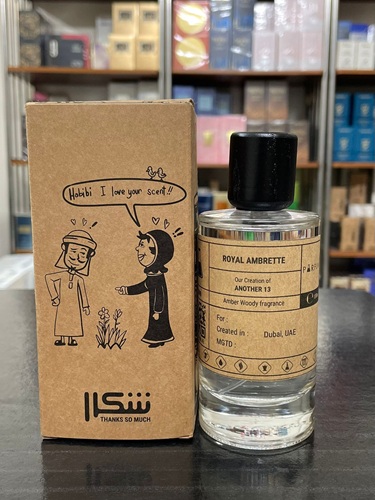 Habibi I love your scent!!
شكرا
THANKS SO MUCH
ROYAL AMBRETTE
Our Creation of
ANOTHER 13
Amber Woody fragrance
For :
Created in : Dubai, UAE
MGTD :